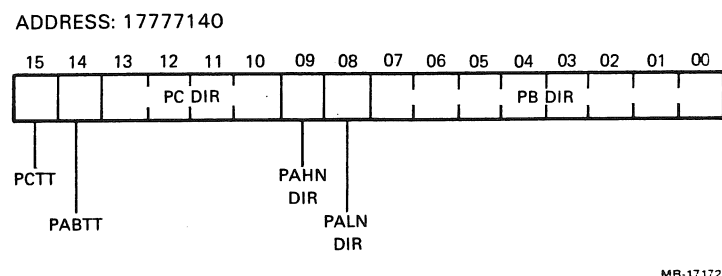 ADDRESS: 17777140
15 14 13 12 11 10 09 08 07 06 05 04 03 02 01 00
PC DIR PB DIR
PCTT
PABTT
PAHN
DIR
PALN
DIR
MR-17172